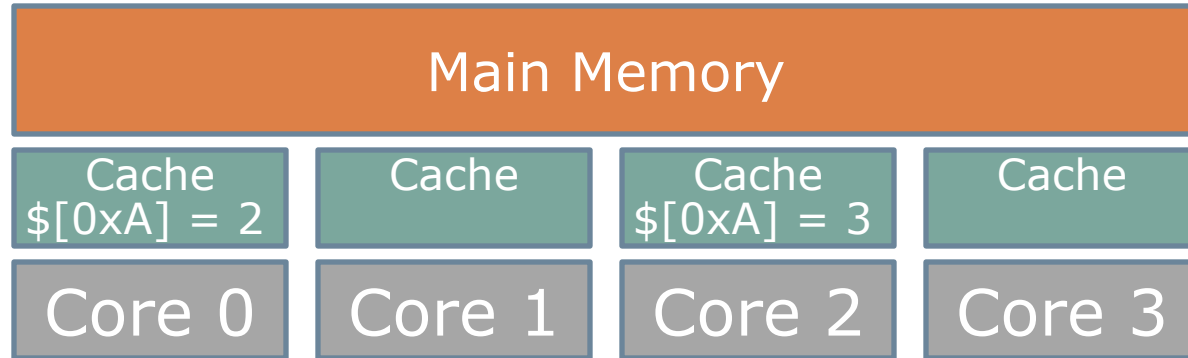 Main Memory
Cache
$[0xA] = 2
Cache
Cache
$[0xA] = 3
Cache
Core 0
Core 1
Core 2
Core 3